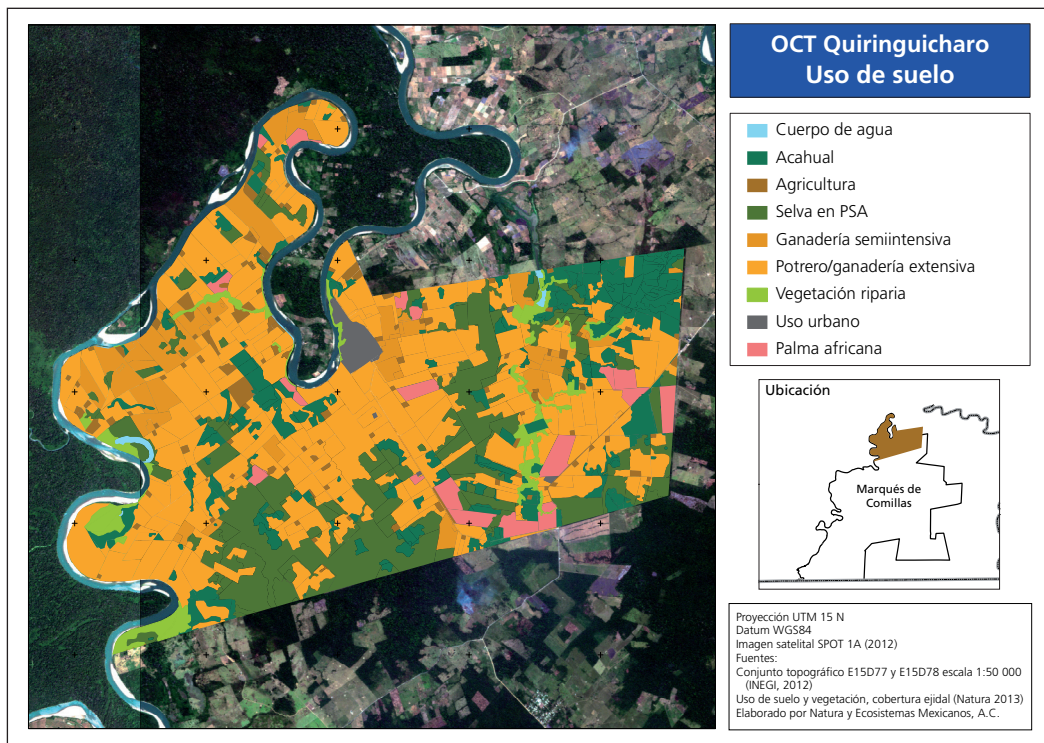 OCT Quiringuicharo
Uso de suelo
Cuerpo de agua
Acahual
Agricultura
Selva en PSA
Ganadería semiintensiva
Potrero/ganadería extensiva
Vegetación riparia
Uso urbano
Palma africana
Ubicación
Marqués de
Comillas
Proyección UTM 15 N
Datum WGS84
Imagen satelital SPOT 1A (2012)
Fuentes:
Conjunto topográfico E15D77 y E15D78 escala 1:50 000
(INEGI, 2012)
Uso de suelo y vegetación, cobertura ejidal (Natura 2013)
Elaborado por Natura y Ecosistemas Mexicanos, A.C.